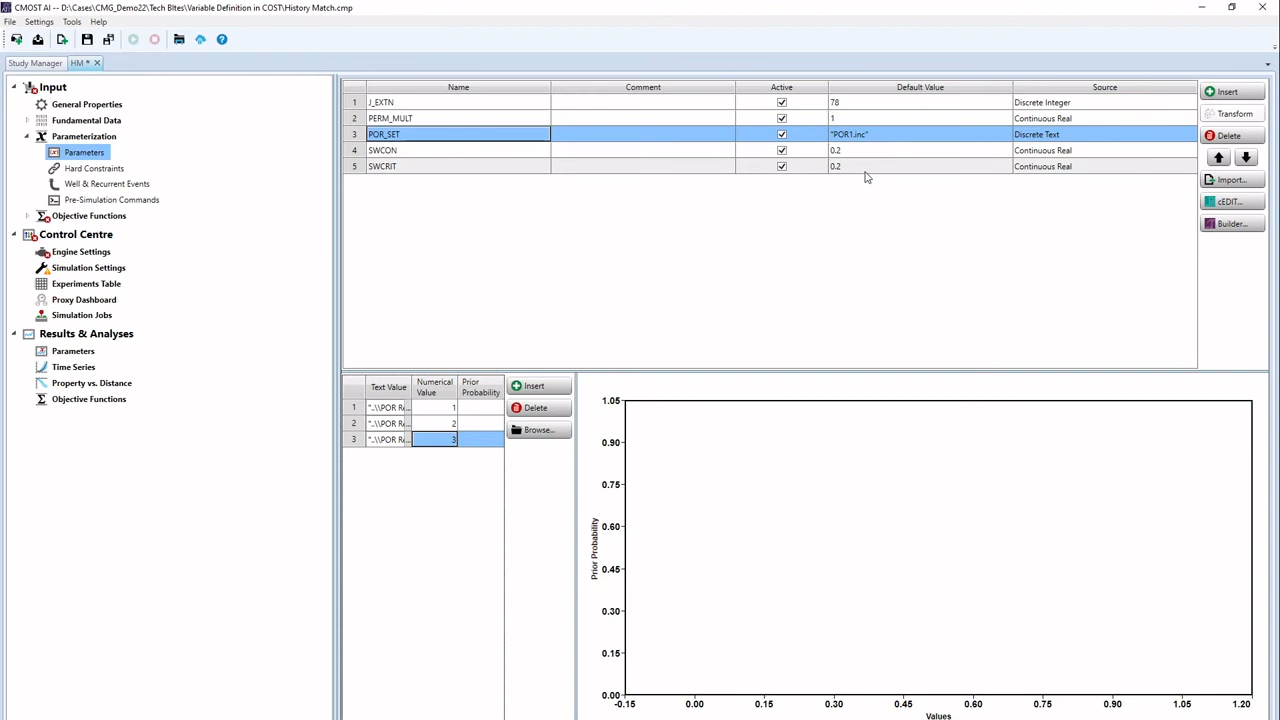 CMOST AI -- D:\Cases\CMG_Demo22\Tech BItes\Variable Definition in COST\History Match.cmp
File Settings Tools Help
Study Manager HM *
Input
General Properties
Fundamental Data
Parameterization
Parameters
Hard Constraints
Well & Recurrent Events
Pre-Simulation Commands
Objective Functions
Control Centre
Engine Settings
Simulation Settings
Experiments Table
Proxy Dashboard
Simulation Jobs
Results & Analyses
Parameters
Time Series
Property vs. Distance
Objective Functions
Name Comment Active Default Value Source
1 J_EXTN 78 Discrete Integer
2 PERM_MULT 1 Continuous Real
3 POR_SET "POR1.inc" Discrete Text
4 SWCON 0.2 Continuous Real
5 SWCRIT 0.2 Continuous Real
Insert
Transform
Delete
Import...
cEDIT...
Builder...
Text Value Numerical Value Prior Probability
1 "..\\POR Re... 1
2 "..\\POR Re... 2
3 "..\\POR Re... 3
Insert
Delete
Browse...
Prior Probability
1.05
0.90
0.75
0.60
0.45
0.30
0.15
0.00
-0.15 0.00 0.15 0.30 0.45 0.60 0.75 0.90 1.05 1.20
Values